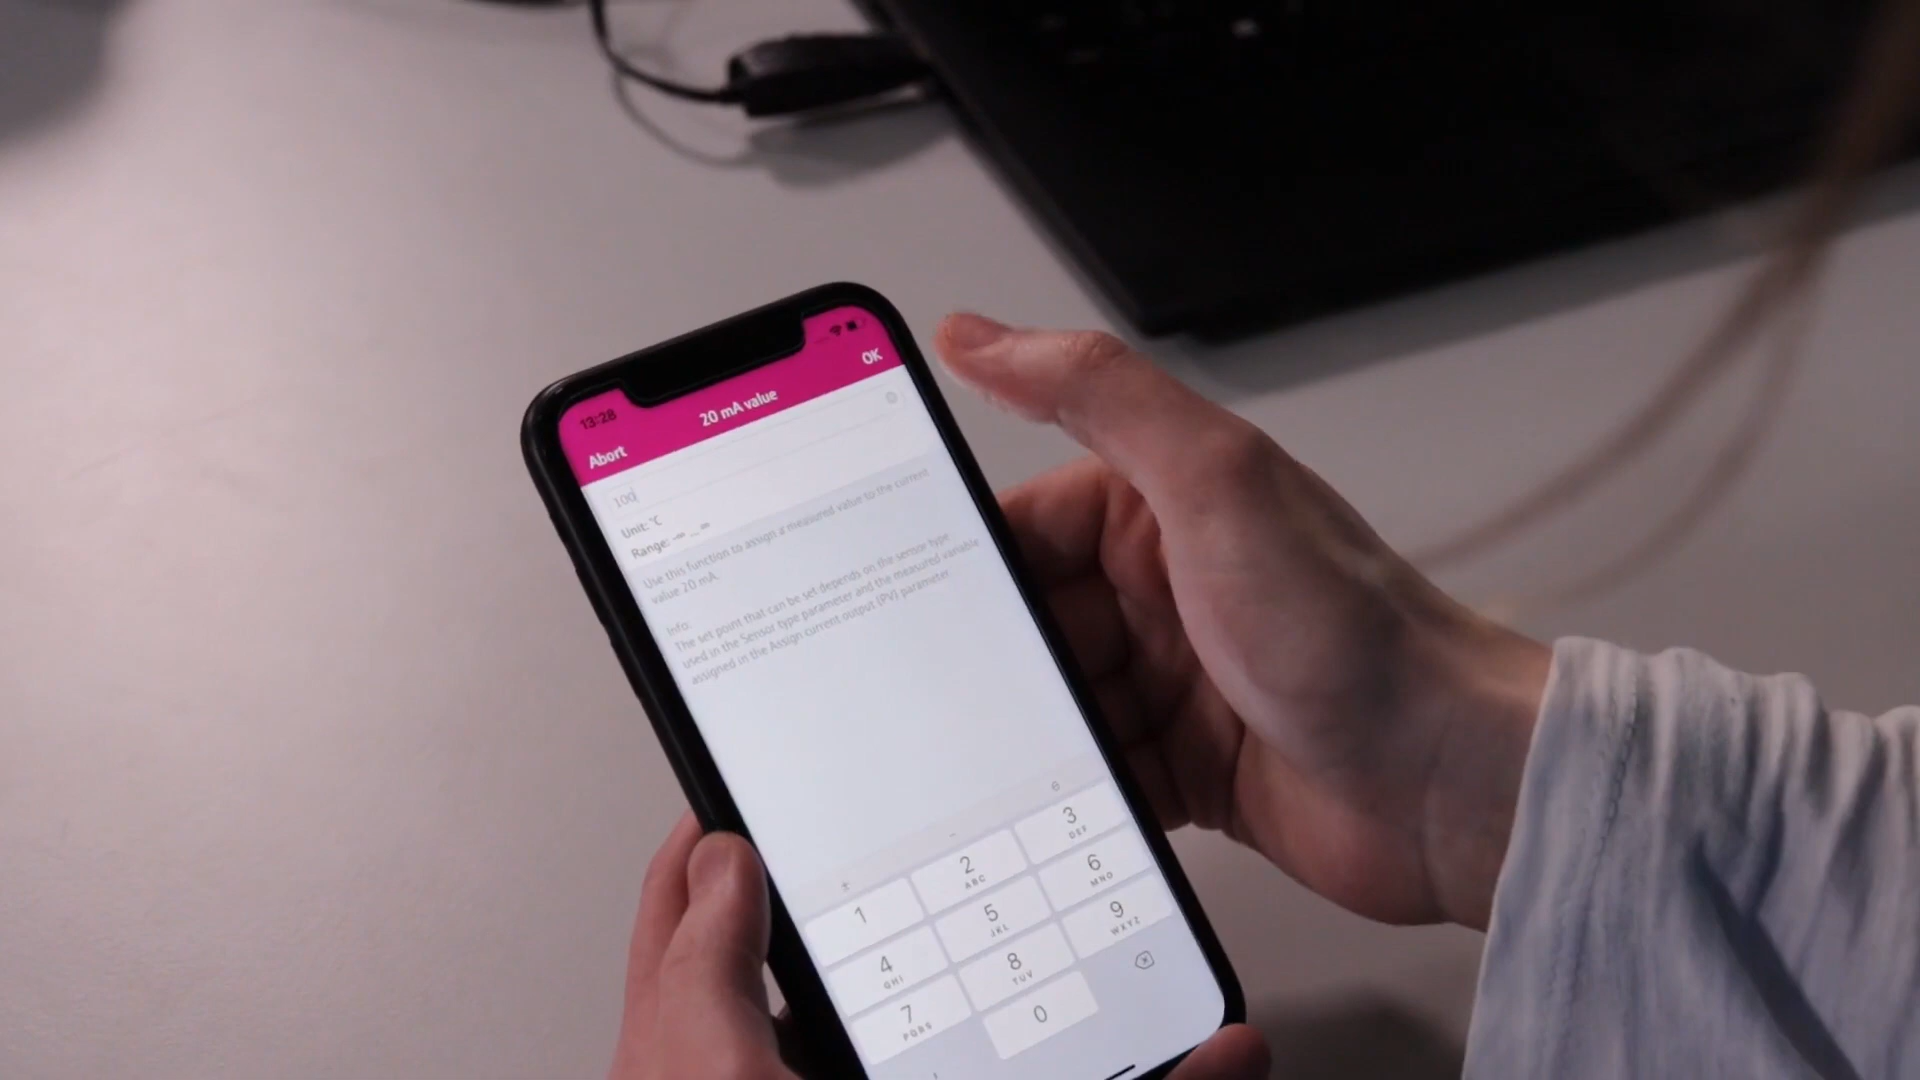 13:28
Abort
20 mA value
OK
100
Unit: °C
Range: -∞ ... ∞
Use this function to assign a measured value to the current
value 20 mA.
Info:
The set point that can be set depends on the sensor type
used in the Sensor type parameter and the measured variable
assigned in the Assign current output (PV) parameter
1
2
ABC
3
DEF
4
GHI
5
JKL
6
MNO
7
PQRS
8
TUV
9
WXYZ
0